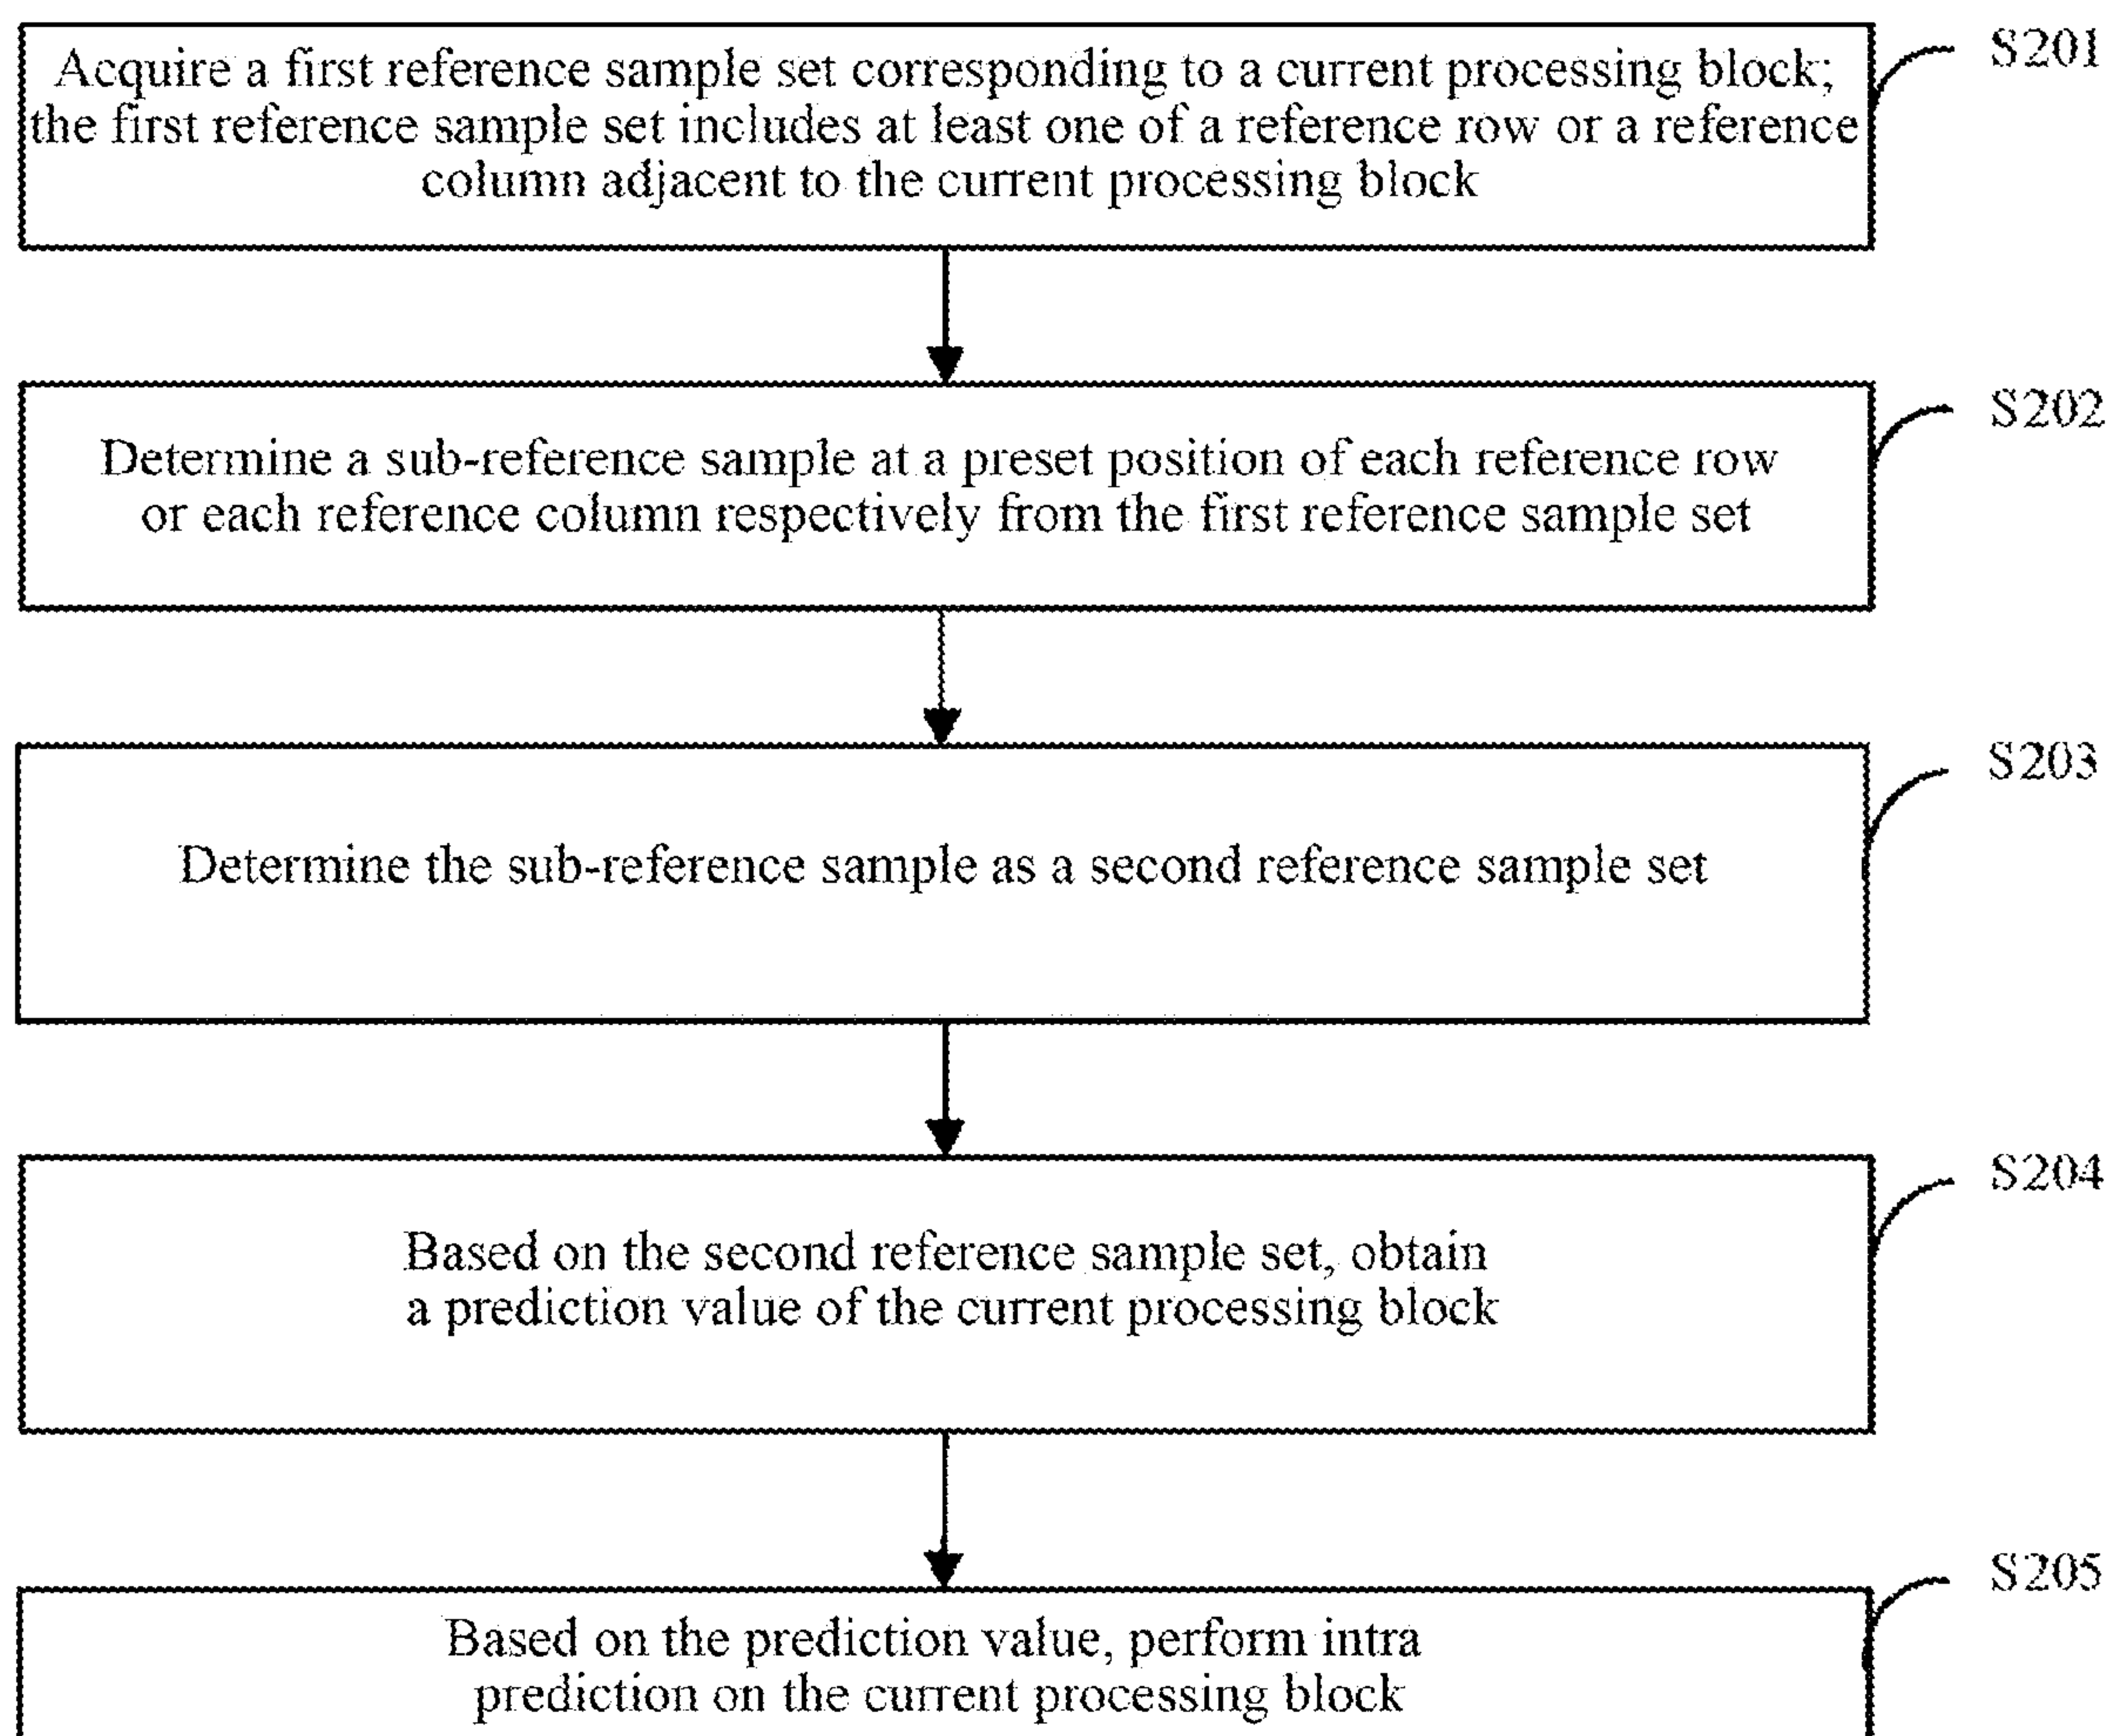 Acquire a first reference sample set corresponding to a current processing block;
the first reference sample set includes at least one of a reference row or a reference
column adjacent to the current processing block
S201
Determine a sub-reference sample at a preset position of each reference row
or each reference column respectively from the first reference sample set
S202
Determine the sub-reference sample as a second reference sample set
S203
Based on the second reference sample set, obtain
a prediction value of the current processing block
S204
Based on the prediction value, perform intra
prediction on the current processing block
S205